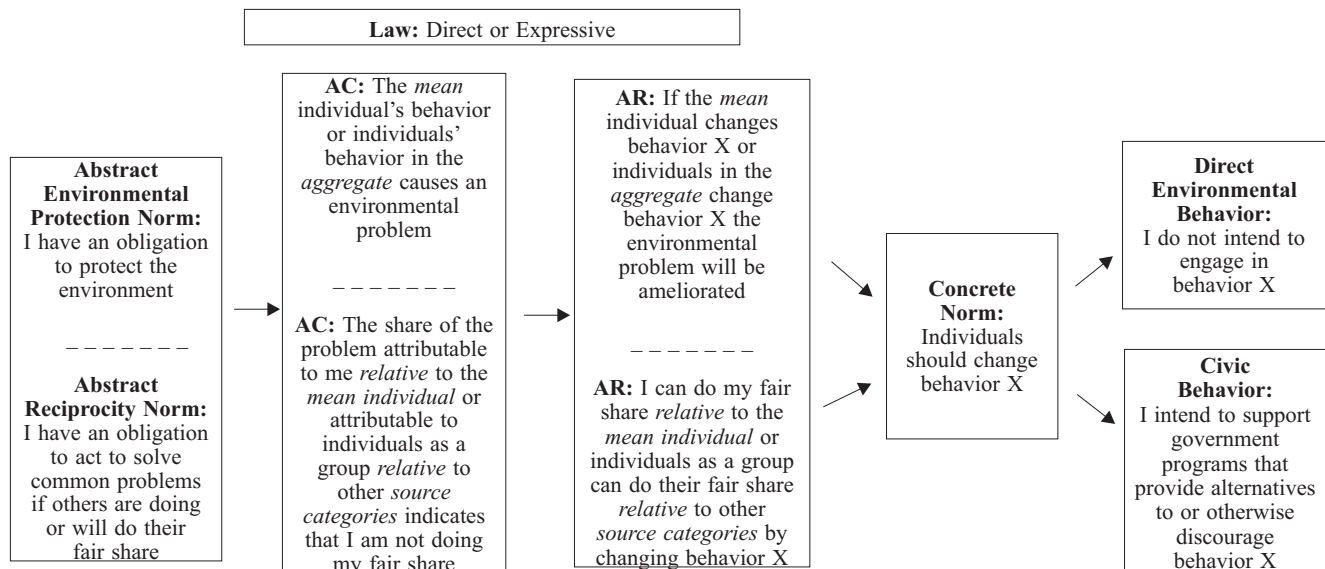 Law: Direct or Expressive
Abstract
Environmental
Protection Norm:
I have an obligation
to protect the
environment
Abstract
Reciprocity Norm:
I have an obligation
to act to solve
common problems
if others are doing
or will do their
fair share
AC: The mean
individual’s behavior
or individuals’
behavior in the
aggregate causes an
environmental
problem
AC: The share of the
problem attributable
to me relative to the
mean individual or
attributable to
individuals as a
group relative to
other source
categories indicates
that I am not doing
my fair share
AR: If the mean
individual changes
behavior X or
individuals in the
aggregate change
behavior X the
environmental
problem will be
ameliorated
AR: I can do my fair
share relative to the
mean individual or
individuals as a group
can do their fair share
relative to other
source categories by
changing behavior X
Concrete
Norm:
Individuals
should change
behavior X
Direct
Environmental
Behavior:
I do not intend to
engage in
behavior X
Civic
Behavior:
I intend to support
government
programs that
provide alternatives
to or otherwise
discourage
behavior X